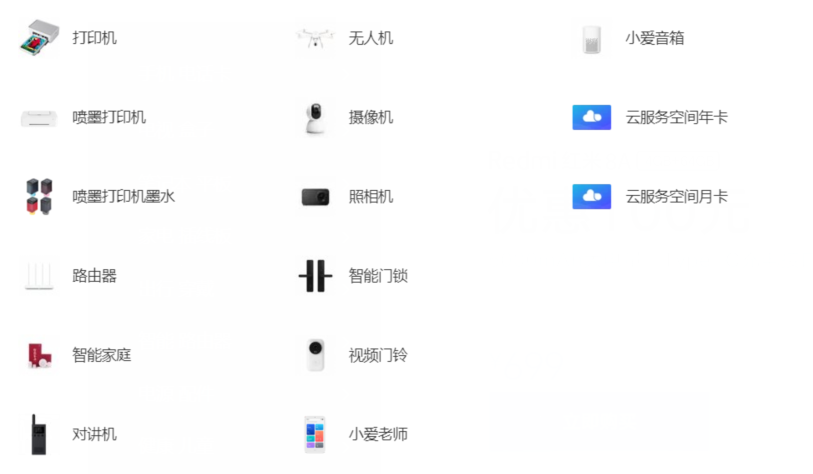 打印机
喷墨打印机
喷墨打印机墨水
路由器
智能家庭
对讲机
无人机
摄像机
照相机
智能门锁
视频门铃
小爱老师
小爱音箱
云服务空间年卡
云服务空间月卡